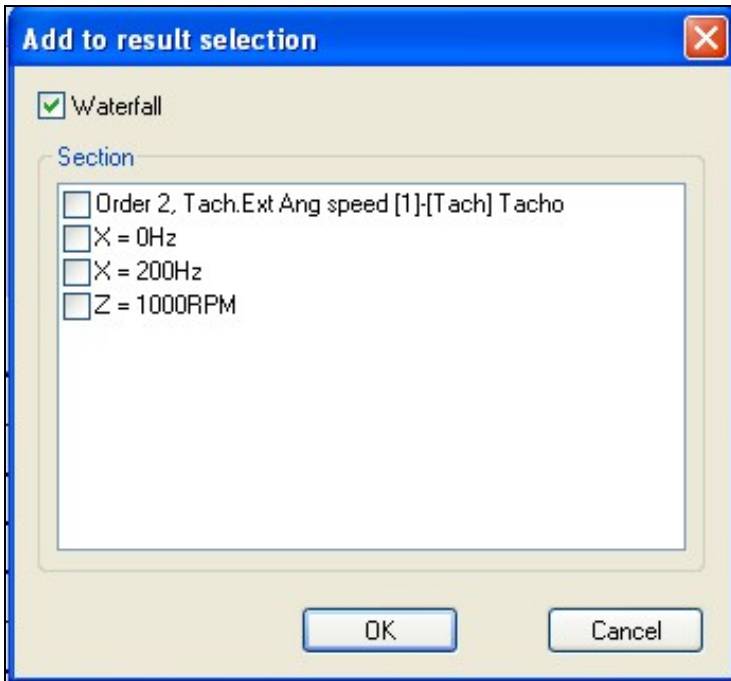 Add to result selection
Waterfall
Section
Order 2, Tach.Ext Ang speed [1]-[Tach] Tacho
X = 0Hz
X = 200Hz
Z = 1000RPM
OK
Cancel